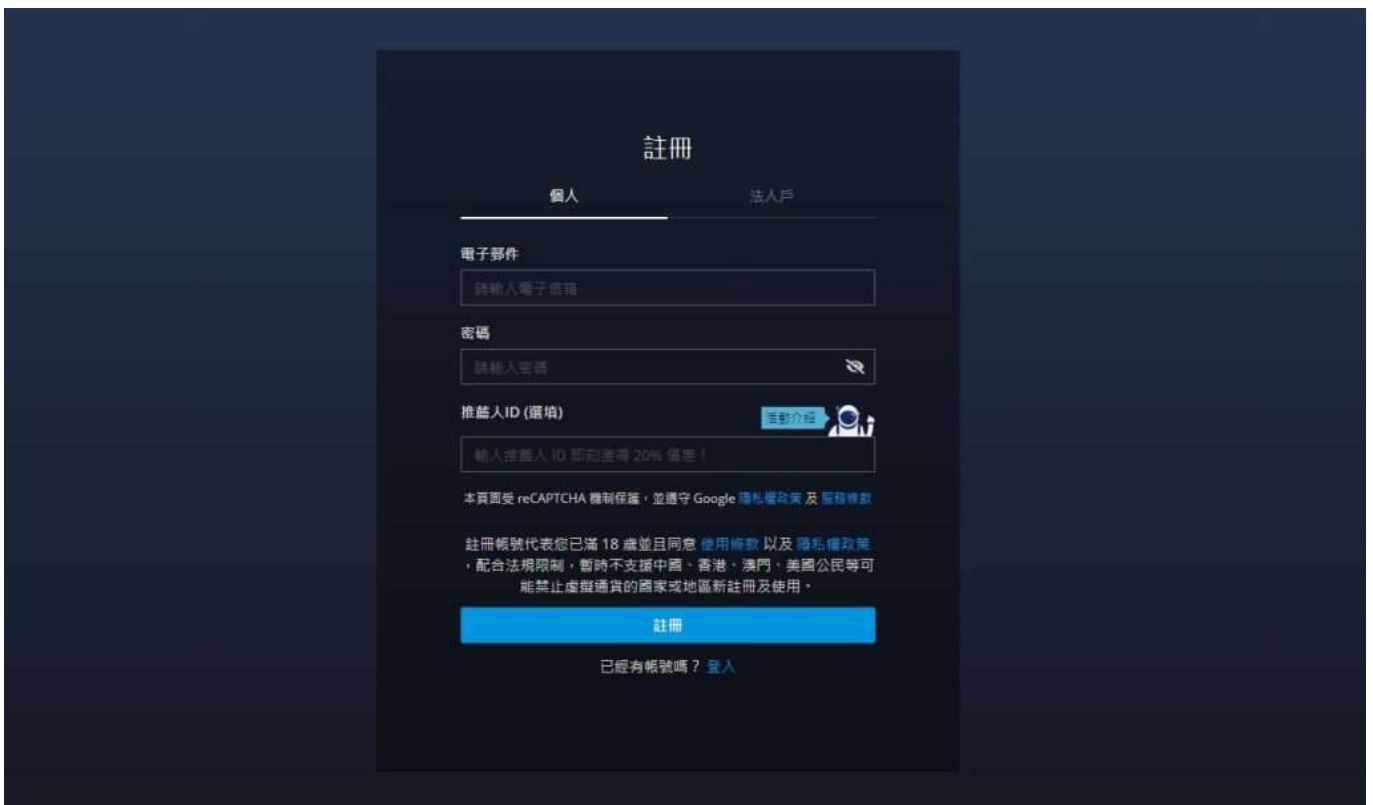 註冊
個人 法人戶
電子郵件
請輸入電子信箱
密碼
請輸入密碼
推薦人ID (選填)
活動介紹
輸入推薦人 ID 即刻獲得 20% 優惠！
本頁面受 reCAPTCHA 機制保護，並遵守 Google 隱私權政策 及 服務條款
註冊帳號代表您已滿 18 歲並且同意 使用條款 以及 隱私權政策
，配合法規限制，暫時不支援中國、香港、澳門、美國公民等可
能禁止虛擬通貨的國家或地區新註冊及使用。
註冊
已經有帳號嗎？ 登入